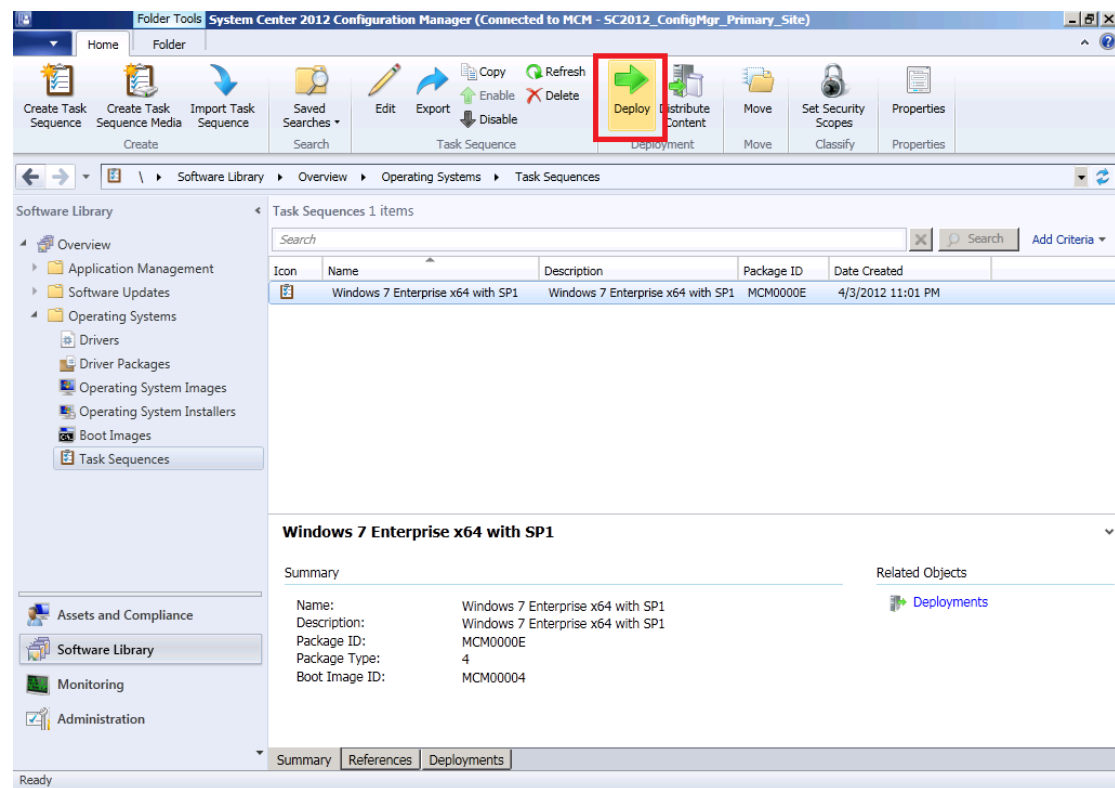 Folder Tools System Center 2012 Configuration Manager (Connected to MCM - SC2012_ConfigMgr_Primary_Site)
Home Folder
Create Task Sequence
Create Task Sequence Media
Import Task Sequence
Create
Saved Searches
Search
Edit
Export
Copy
Enable
Disable
Refresh
Delete
Task Sequence
Deploy
Distribute Content
Deployment
Move
Move
Set Security Scopes
Classify
Properties
Properties
\ Software Library Overview Operating Systems Task Sequences
Software Library
Overview
Application Management
Software Updates
Operating Systems
Drivers
Driver Packages
Operating System Images
Operating System Installers
Boot Images
Task Sequences
Assets and Compliance
Software Library
Monitoring
Administration
Task Sequences 1 items
Search Search Add Criteria
Icon Name Description Package ID Date Created
Windows 7 Enterprise x64 with SP1 Windows 7 Enterprise x64 with SP1 MCM0000E 4/3/2012 11:01 PM
Windows 7 Enterprise x64 with SP1
Summary
Name: Windows 7 Enterprise x64 with SP1
Description: Windows 7 Enterprise x64 with SP1
Package ID: MCM0000E
Package Type: 4
Boot Image ID: MCM00004
Related Objects
Deployments
Summary References Deployments
Ready